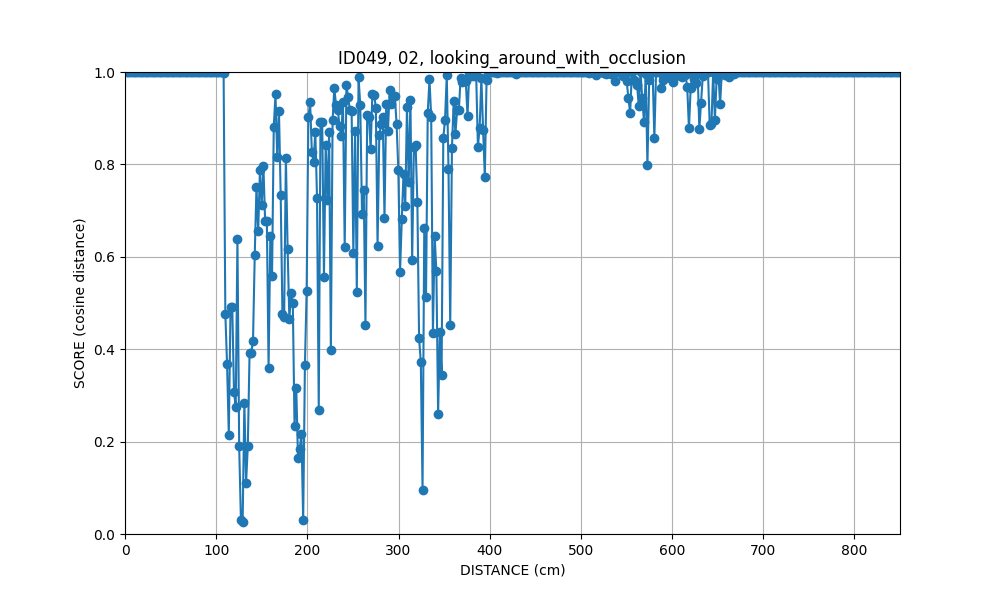 ID049, 02, looking_around_with_occlusion
SCORE (cosine distance)
1.0
0.8
0.6
0.4
0.2
0.0
0 100 200 300 400 500 600 700 800
DISTANCE (cm)